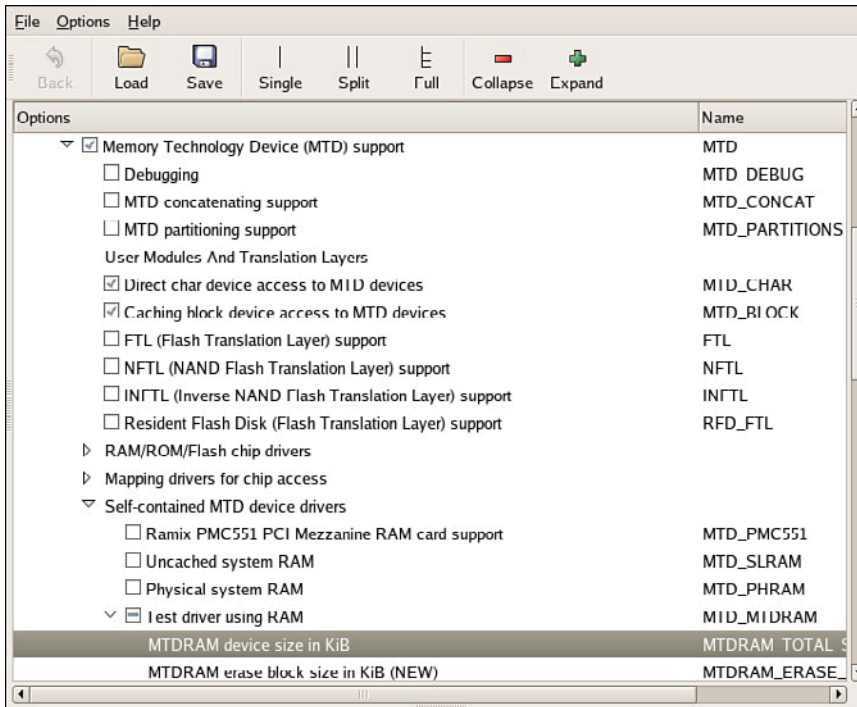 File Options Help
Back Load Save Single Split Full Collapse Expand
Options Name
Memory Technology Device (MTD) support MTD
Debugging MTD_DEBUG
MTD concatenating support MTD_CONCAT
MTD partitioning support MTD_PARTITIONS
User Modules And Translation Layers
Direct char device access to MTD devices MTD_CHAR
Caching block device access to MTD devices MTD_BLOCK
FTL (Flash Translation Layer) support FTL
NFTL (NAND Flash Translation Layer) support NFTL
INFTL (Inverse NAND Flash Translation Layer) support INFTL
Resident Flash Disk (Flash Translation Layer) support RFD_FTL
RAM/ROM/Flash chip drivers
Mapping drivers for chip access
Self-contained MTD device drivers
Ramix PMC551 PCI Mezzanine RAM card support MTD_PMC551
Uncached system RAM MTD_SLRAM
Physical system RAM MTD_PHRAM
Test driver using RAM MTD_MTDRAM
MTDRAM device size in KiB MTDRAM_TOTAL_S
MTDRAM erase block size in KiB (NEW) MTDRAM_ERASE_